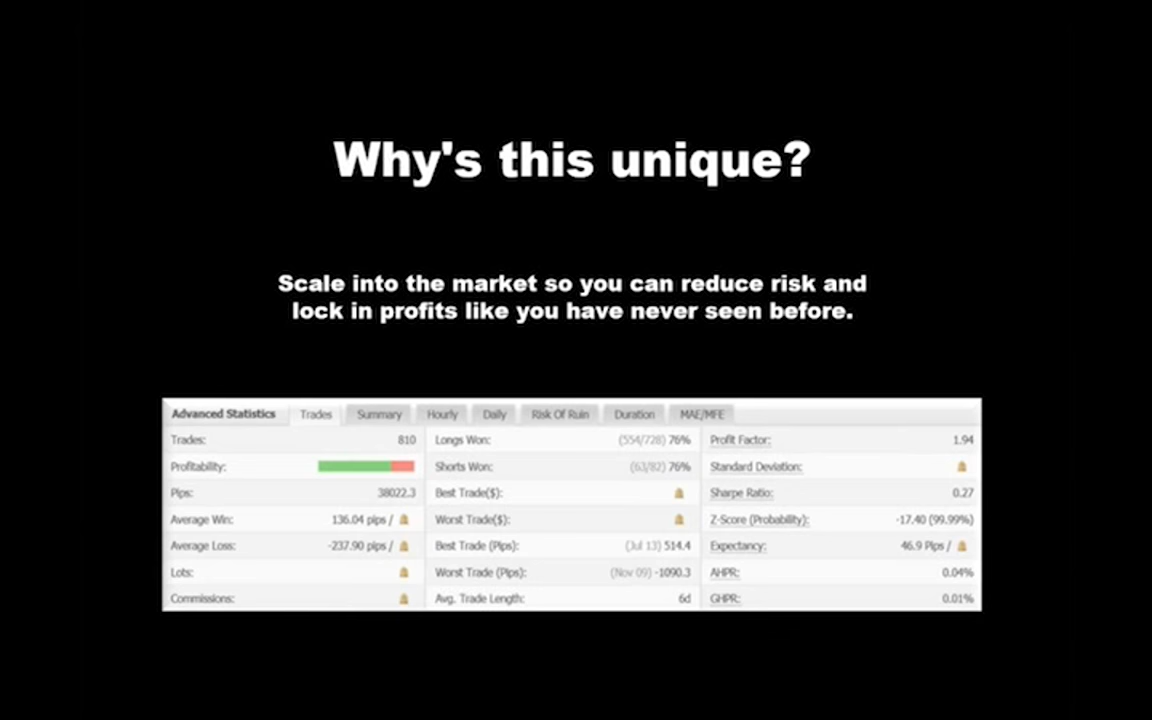 Why's this unique?
Scale into the market so you can reduce risk and
lock in profits like you have never seen before.
Advanced Statistics Trades Summary Hourly Daily Risk Of Ruin Duration MAE/MFE
Trades: 810 Longs Won: (554/728) 76% Profit Factor: 1.94
Profitability: Shorts Won: (63/82) 76% Standard Deviation:
Pips: 38022.3 Best Trade($): Sharpe Ratio: 0.27
Average Win: 136.04 pips / Worst Trade($): Z-Score (Probability): -17.40 (99.99%)
Average Loss: -237.90 pips / Best Trade (Pips): (Jul 13) 514.4 Expectancy: 46.9 Pips /
Lots: Worst Trade (Pips): (Nov 09) -1090.3 AHPR: 0.04%
Commissions: Avg. Trade Length: 6d GHPR: 0.01%